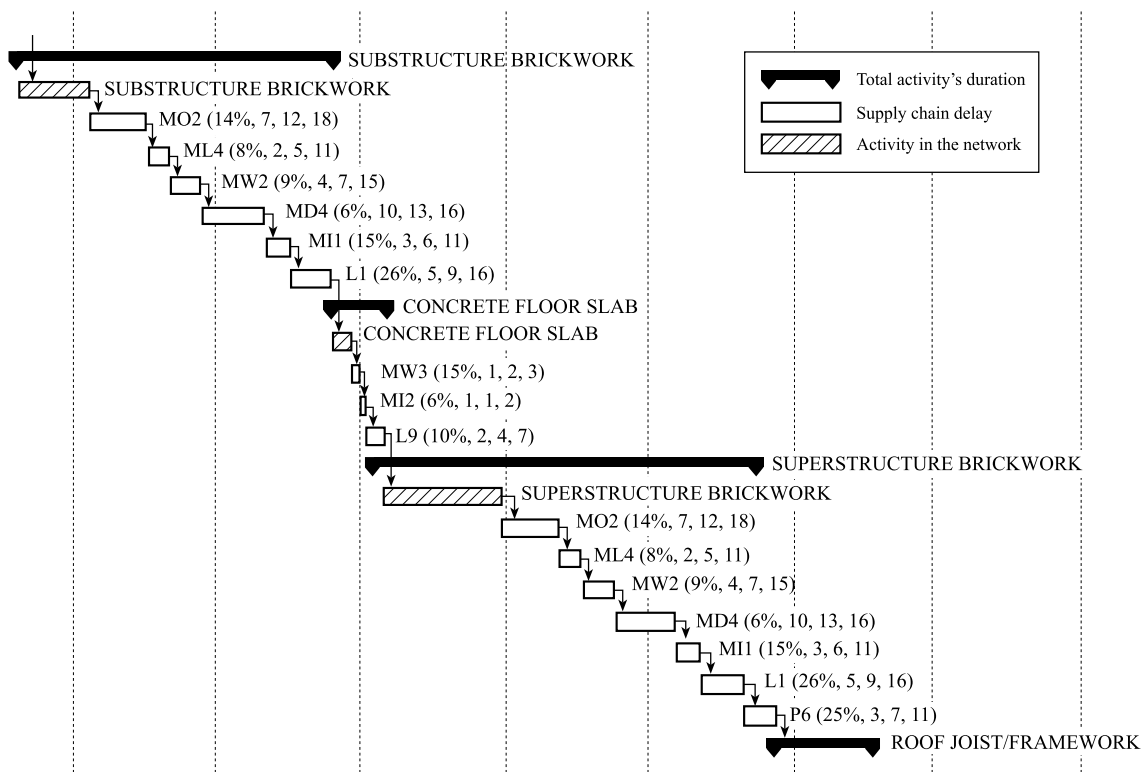 SUBSTRUCTURE BRICKWORK
Total activity's duration
SUBSTRUCTURE BRICKWORK
Supply chain delay
MO2 (14%, 7, 12, 18)
Activity in the network
ML4 (8%, 2, 5, 11)
MW2 (9%, 4, 7, 15)
MD4 (6%, 10, 13, 16)
MI1 (15%, 3, 6, 11)
L1 (26%, 5, 9, 16)
CONCRETE FLOOR SLAB
CONCRETE FLOOR SLAB
MW3 (15%, 1, 2, 3)
MI2 (6%, 1, 1, 2)
L9 (10%, 2, 4, 7)
SUPERSTRUCTURE BRICKWORK
SUPERSTRUCTURE BRICKWORK
MO2 (14%, 7, 12, 18)
ML4 (8%, 2, 5, 11)
MW2 (9%, 4, 7, 15)
MD4 (6%, 10, 13, 16)
MI1 (15%, 3, 6, 11)
L1 (26%, 5, 9, 16)
P6 (25%, 3, 7, 11)
ROOF JOIST/FRAMEWORK